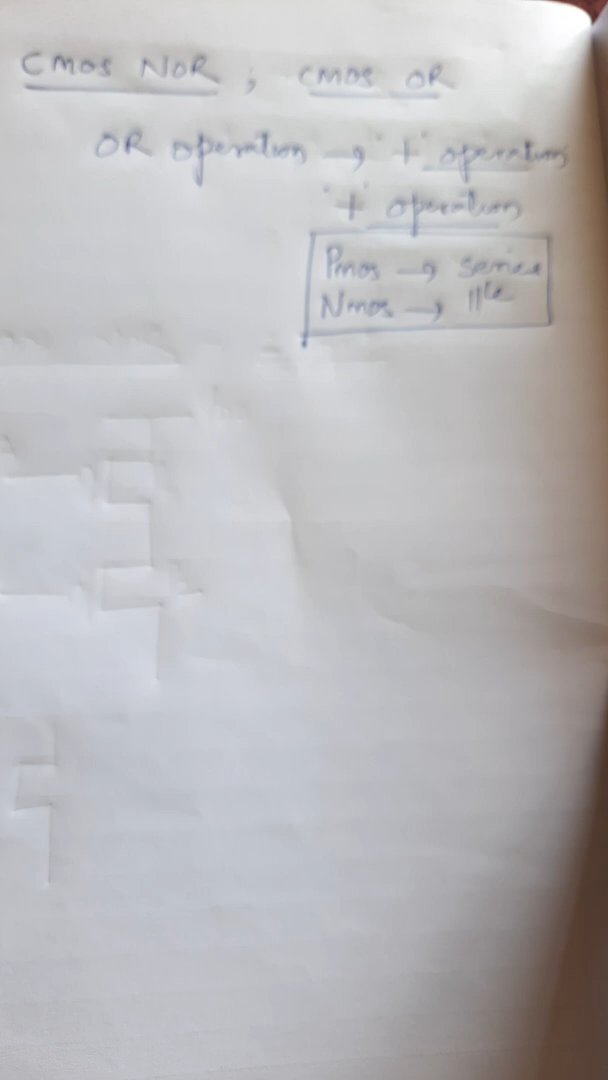 CMOS NOR ; CMOS OR
OR operation → '+' operation
'+' operation
Pmos → series
Nmos → ||le